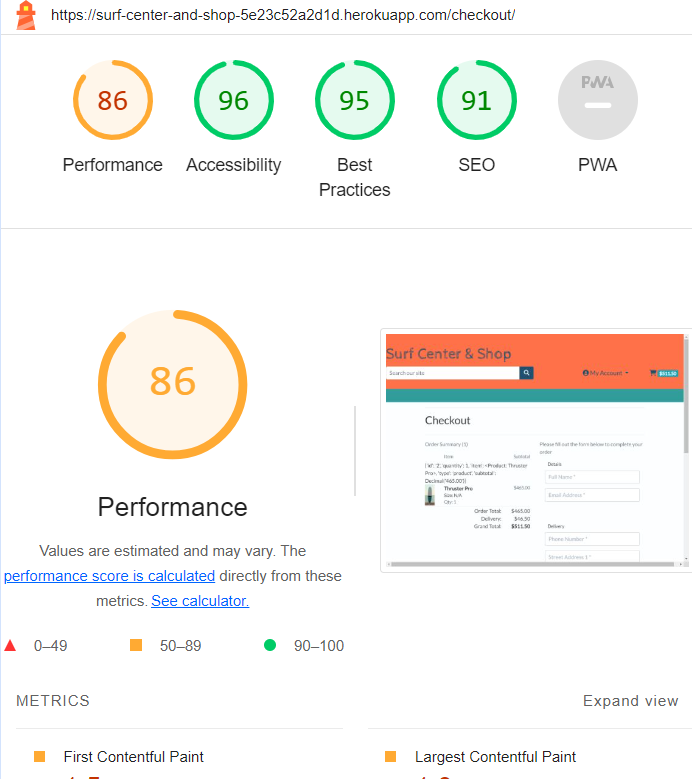 https://surf-center-and-shop-5e23c52a2d1d.herokuapp.com/checkout/
86
96
95
91
PWA
Performance
Accessibility
Best
Practices
SEO
PWA
86
Performance
Values are estimated and may vary. The
performance score is calculated directly from these
metrics. See calculator.
0–49
50–89
90–100
Surf Center & Shop
Search our site
My Account
$511.50
Checkout
Order Summary (1)
Item
Subtotal
Thruster Pro
$465.00
Size: N/A
Qty: 1
Order Total:
$465.00
Delivery:
$46.50
Grand Total:
$511.50
Please fill out the form below to complete your
order
Details
Full Name *
Email Address *
Delivery
Phone Number *
Street Address 1 *
METRICS
Expand view
First Contentful Paint
Largest Contentful Paint